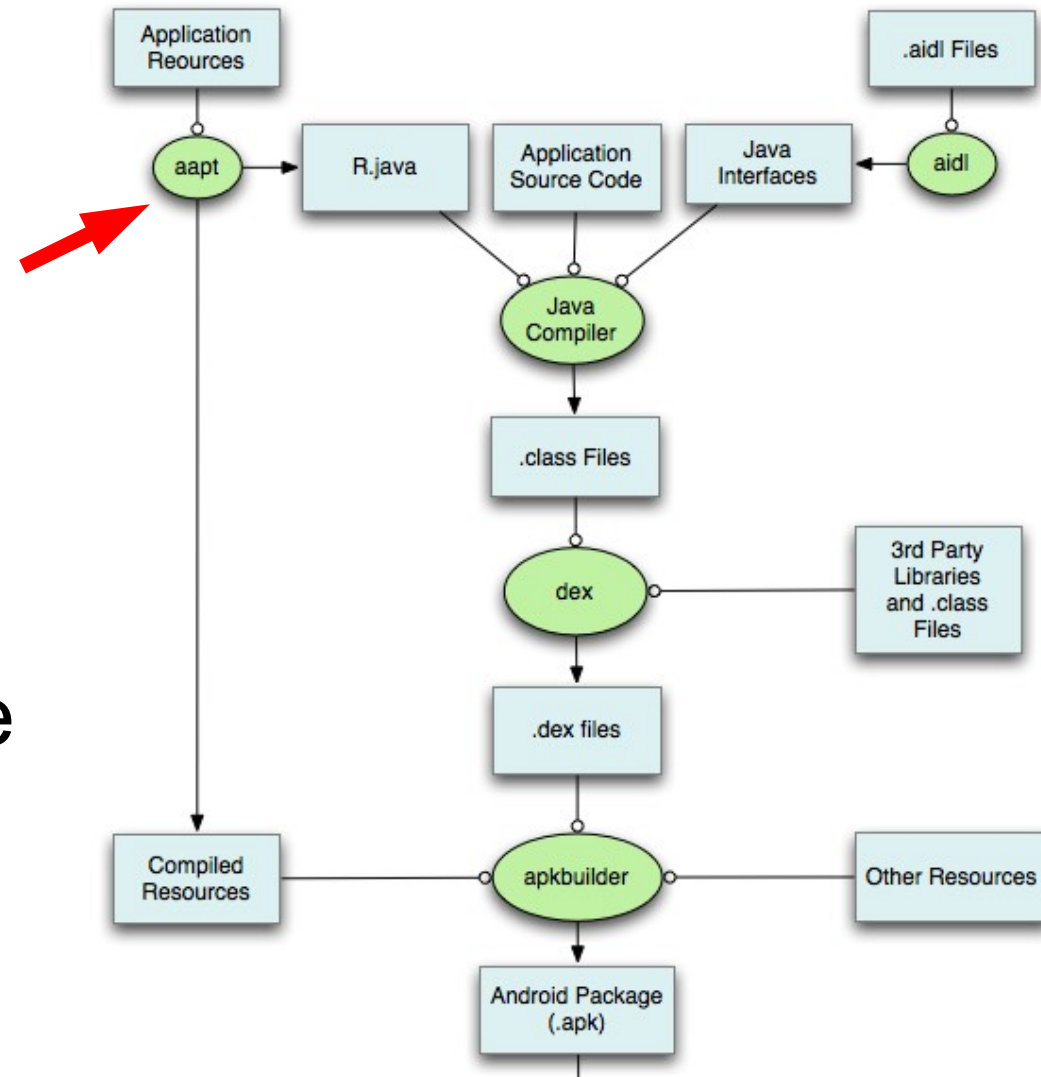 Application
Reources
.aidl Files
aapt
R.java
Application
Source Code
Java
Interfaces
aidl
Java
Compiler
.class Files
dex
3rd Party
Libraries
and .class
Files
e
.dex files
Compiled
Resources
apkbuilder
Other Resources
Android Package
(.apk)